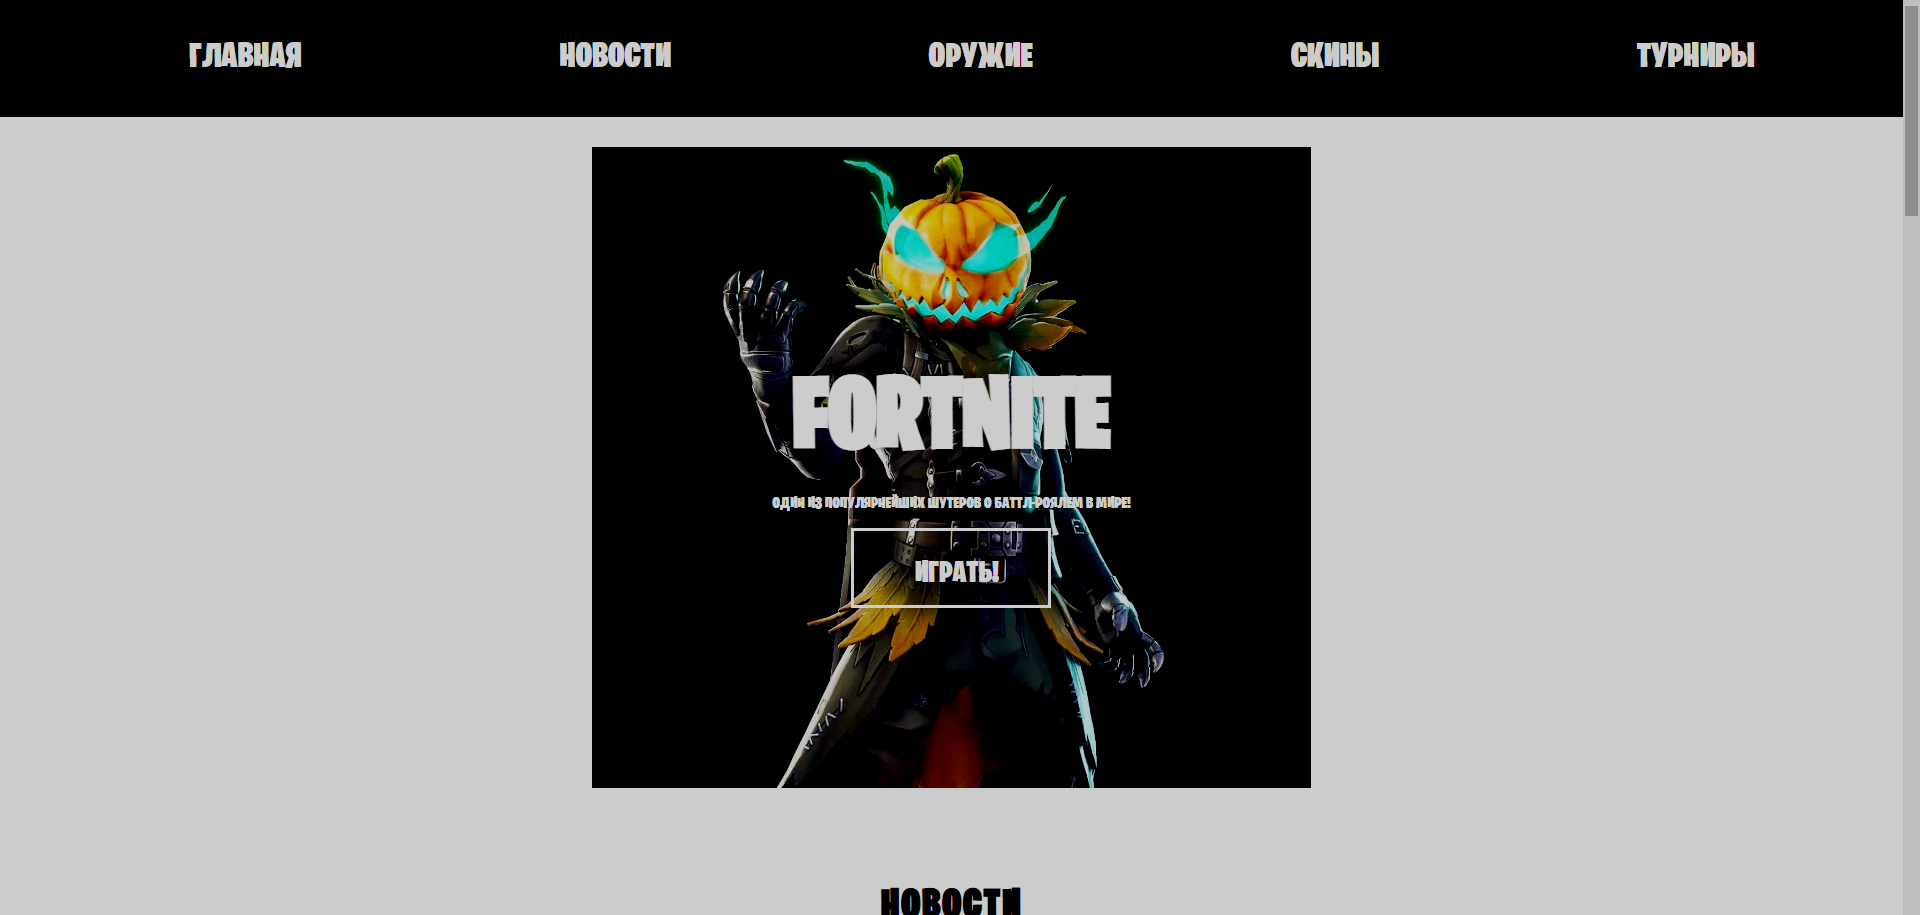 ГЛАВНАЯ НОВОСТИ ОРУЖИЕ СКИНЫ ТУРНИРЫ
FORTNITE
ОДИН ИЗ ПОПУЛЯРНЕЙШИХ ШУТЕРОВ О БАТТЛ-РОЯЛЕМ В МИРЕ!
ИГРАТЬ!
НОВОСТИ